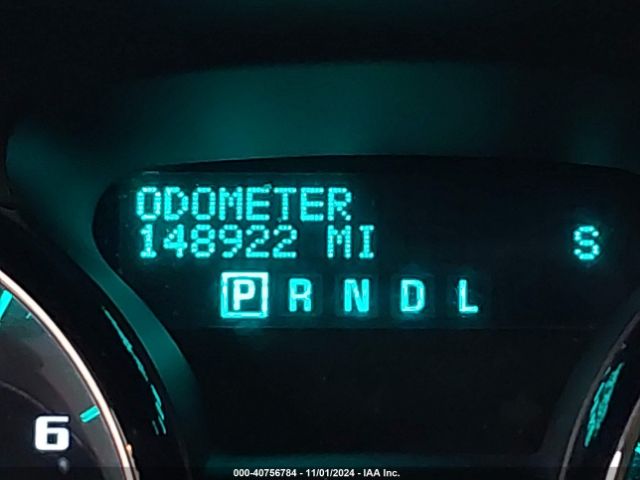 ODOMETER
148922 MI S
P R N D L
6
000-40756784 - 11/01/2024 - IAA Inc.